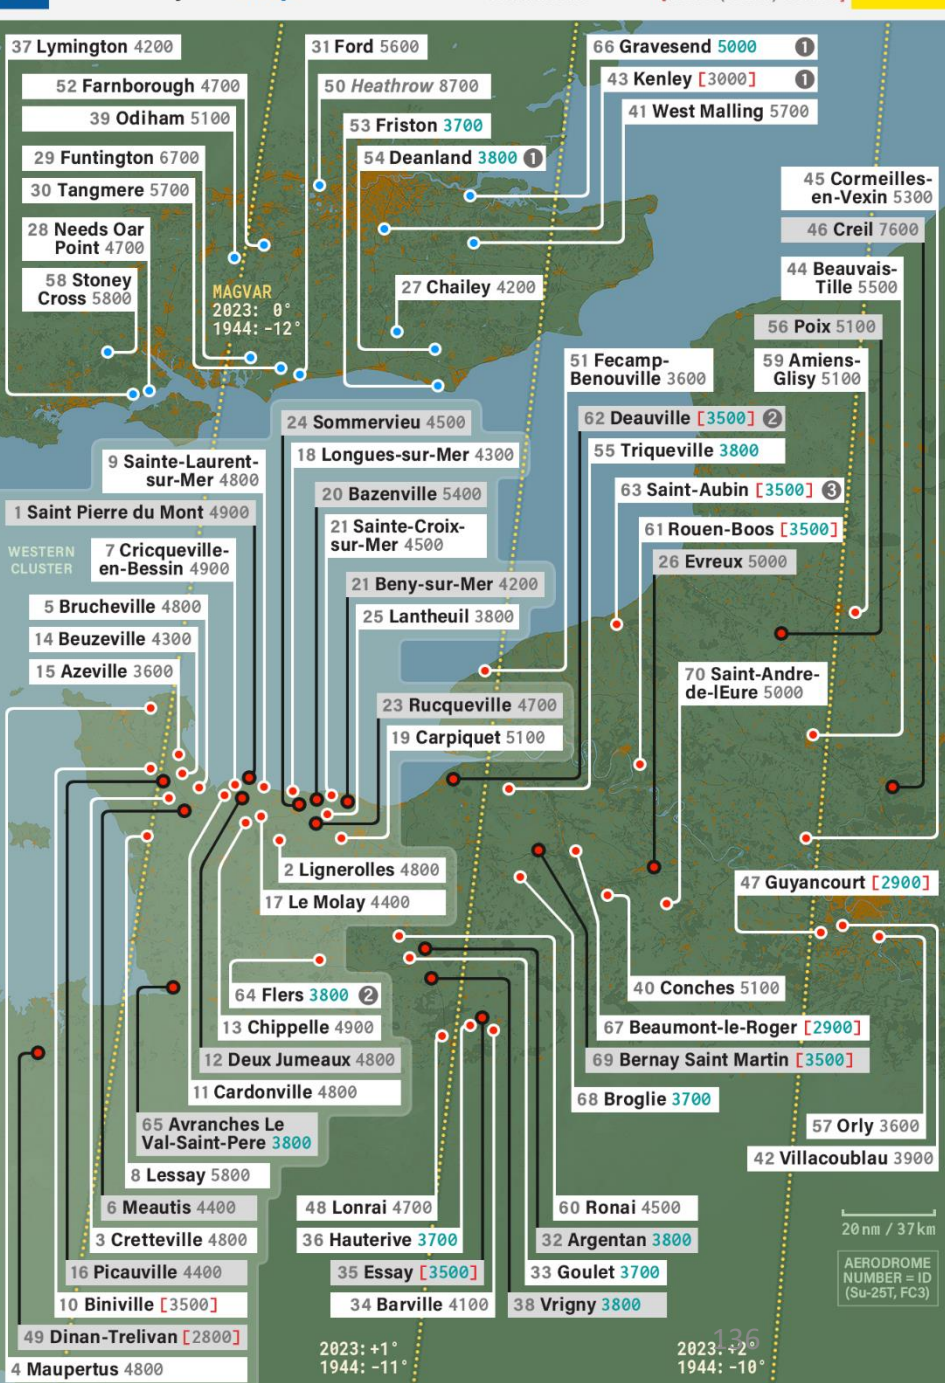 37 Lymington 4200
31 Ford 5600
66 Gravesend 5000 1
52 Farnborough 4700
50 Heathrow 8700
43 Kenley [3000] 1
39 Odiham 5100
53 Friston 3700
41 West Malling 5700
29 Funtington 6700
54 Deanland 3800 1
30 Tangmere 5700
45 Cormeilles-
en-Vexin 5300
28 Needs Oar
Point 4700
46 Creil 7600
58 Stoney
Cross 5800
27 Chailey 4200
44 Beauvais-
Tille 5500
MAGVAR
2023: 0°
1944: -12°
56 Poix 5100
51 Fecamp-
Benouville 3600
59 Amiens-
Glisy 5100
24 Sommervieu 4500
62 Deauville [3500] 2
18 Longues-sur-Mer 4300
55 Triqueville 3800
9 Sainte-Laurent-
sur-Mer 4800
20 Bazenville 5400
63 Saint-Aubin [3500] 3
1 Saint Pierre du Mont 4900
21 Sainte-Croix-
sur-Mer 4500
61 Rouen-Boos [3500]
WESTERN
CLUSTER
7 Cricqueville-
en-Bessin 4900
26 Evreux 5000
21 Beny-sur-Mer 4200
5 Brucheville 4800
25 Lantheuil 3800
14 Beuzeville 4300
15 Azeville 3600
70 Saint-Andre-
de-lEure 5000
23 Rucqueville 4700
19 Carpiquet 5100
2 Lignerolles 4800
47 Guyancourt [2900]
17 Le Molay 4400
64 Flers 3800 2
40 Conches 5100
13 Chippelle 4900
67 Beaumont-le-Roger [2900]
12 Deux Jumeaux 4800
69 Bernay Saint Martin [3500]
11 Cardonville 4800
68 Broglie 3700
65 Avranches Le
Val-Saint-Pere 3800
57 Orly 3600
42 Villacoublau 3900
8 Lessay 5800
6 Meautis 4400
48 Lonrai 4700
60 Ronai 4500
20nm / 37km
3 Cretteville 4800
36 Hauterive 3700
32 Argentan 3800
16 Picauville 4400
35 Essay [3500]
33 Goulet 3700
AERODROME
NUMBER = ID
(Su-25T, FC3)
10 Biniville [3500]
34 Barville 4100
38 Vrigny 3800
49 Dinan-Trelivan [2800]
4 Maupertus 4800
2023: +1°
1944: -11°
136
2023: +2°
1944: -10°